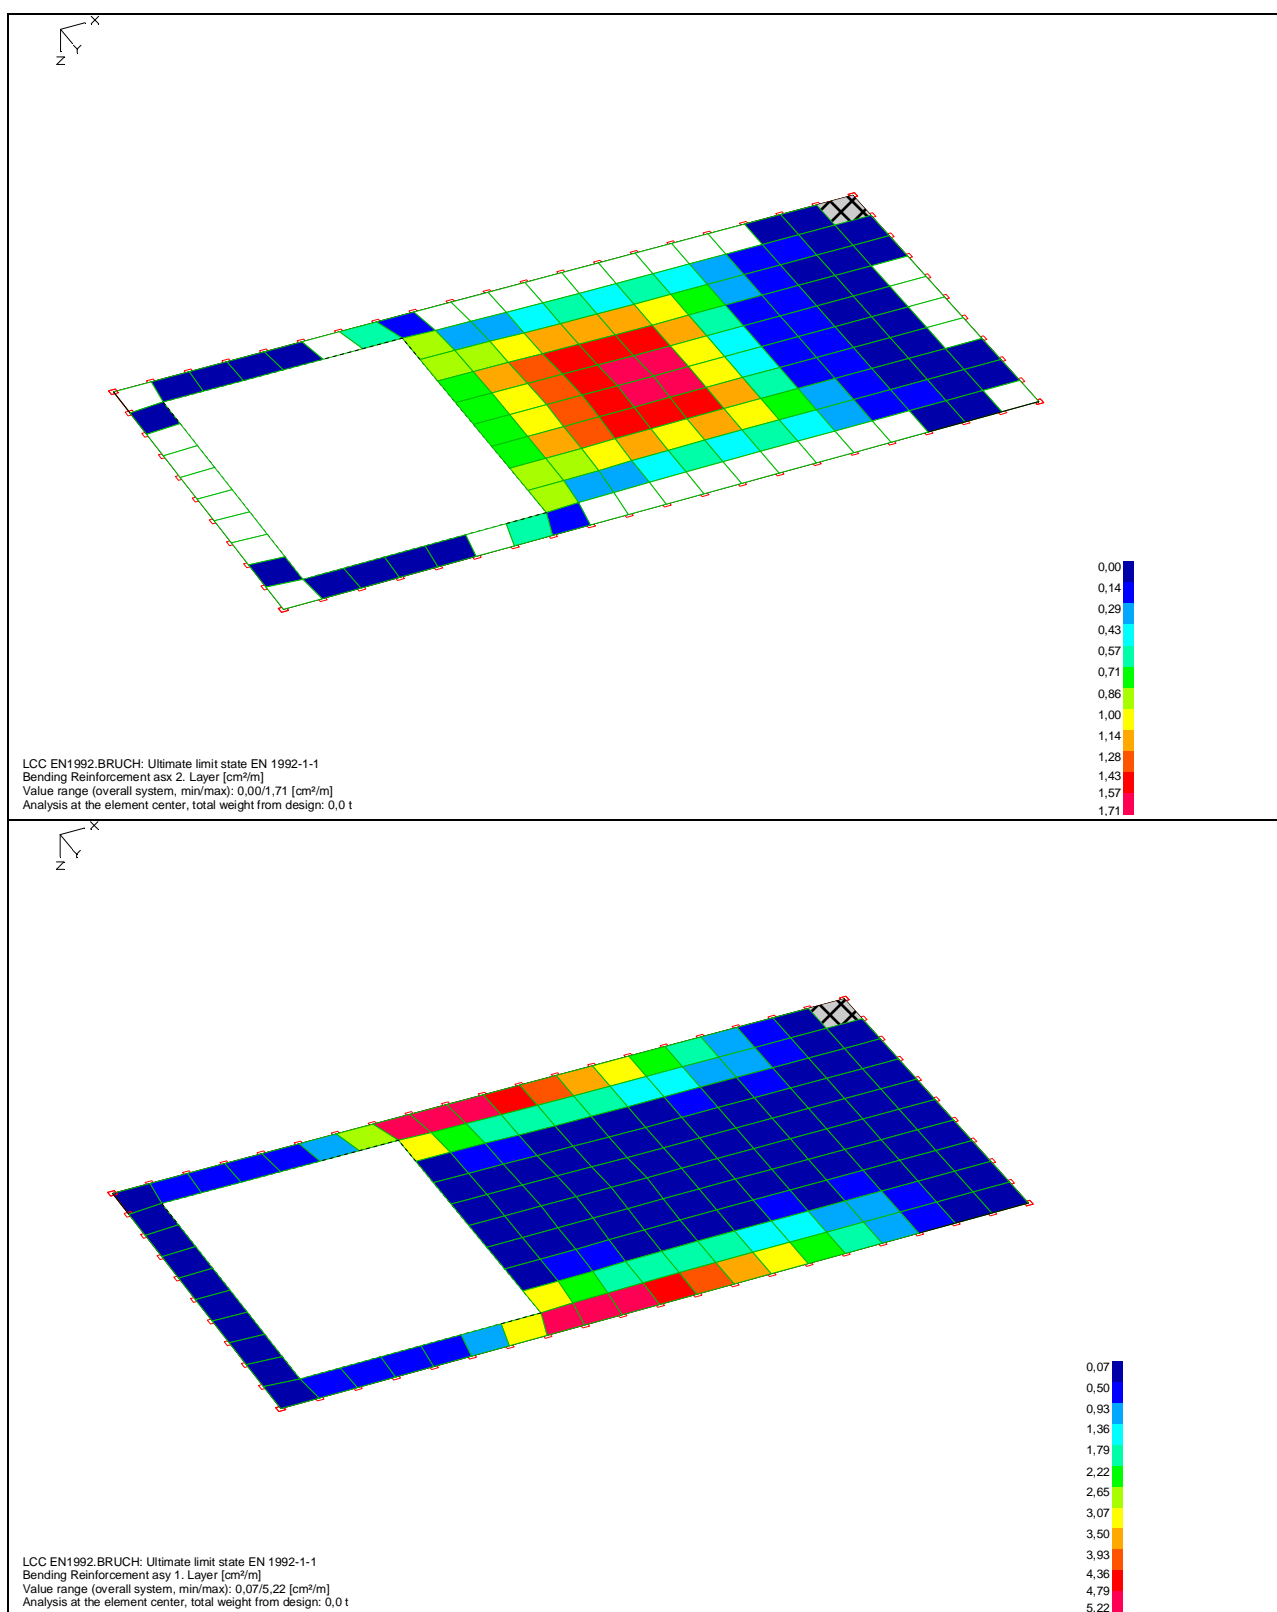 X
Y
Z
0,00
0,14
0,29
0,43
0,57
0,71
0,86
1,00
1,14
1,28
1,43
1,57
1,71
LCC EN1992.BRUCH: Ultimate limit state EN 1992-1-1
Bending Reinforcement asx 2. Layer [cm²/m]
Value range (overall system, min/max): 0,00/1,71 [cm²/m]
Analysis at the element center, total weight from design: 0,0 t
X
Y
Z
0,07
0,50
0,93
1,36
1,79
2,22
2,65
3,07
3,50
3,93
4,36
4,79
5,22
LCC EN1992.BRUCH: Ultimate limit state EN 1992-1-1
Bending Reinforcement asy 1. Layer [cm²/m]
Value range (overall system, min/max): 0,07/5,22 [cm²/m]
Analysis at the element center, total weight from design: 0,0 t